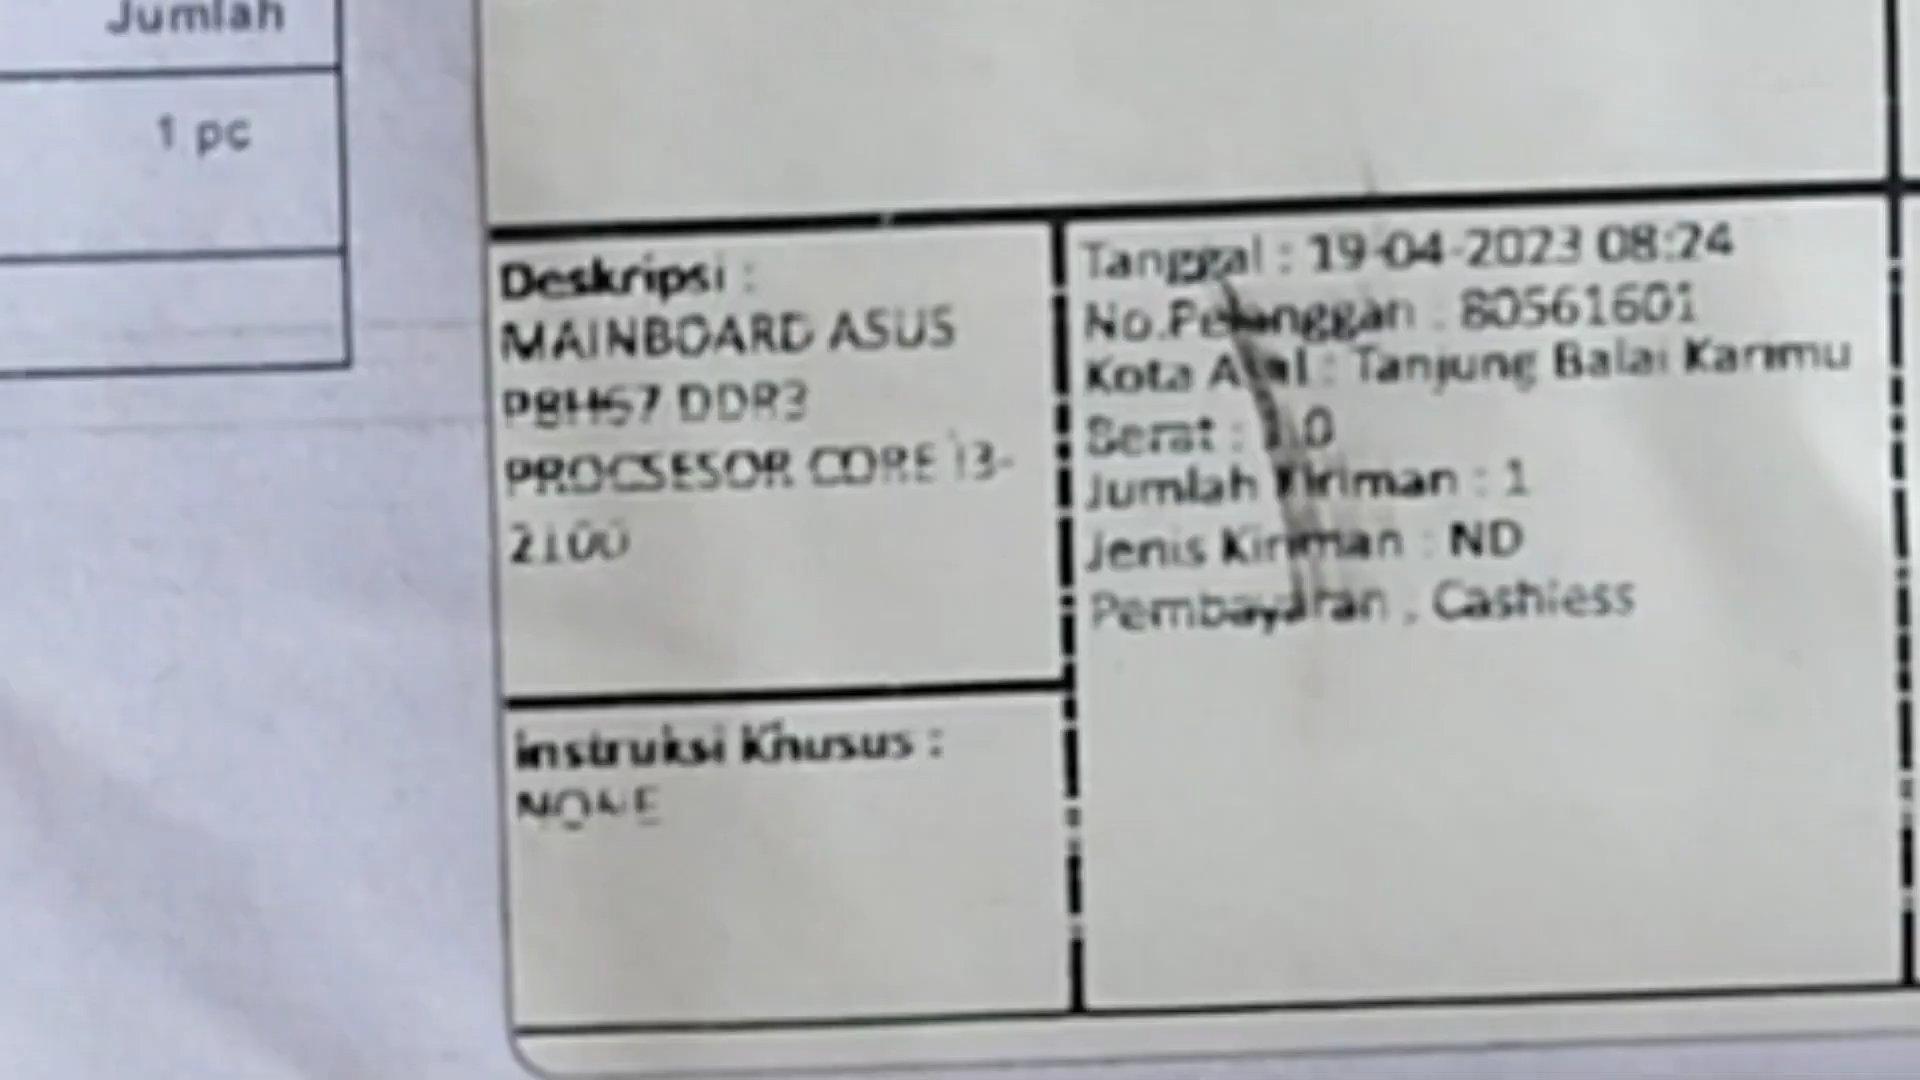 Jumlah
1 pc
Deskripsi :
MAINBOARD ASUS
P8H67 DDR3
PROCSESOR CORE I3-
2100
Instruksi Khusus :
NONE
Tanggal : 19-04-2023 08:24
No.Pelanggan : 80561601
Kota Asal : Tanjung Balai Karimu
Berat :
Jumlah Kiriman : 1
Jenis Kiriman : ND
Pembayaran : Cashless